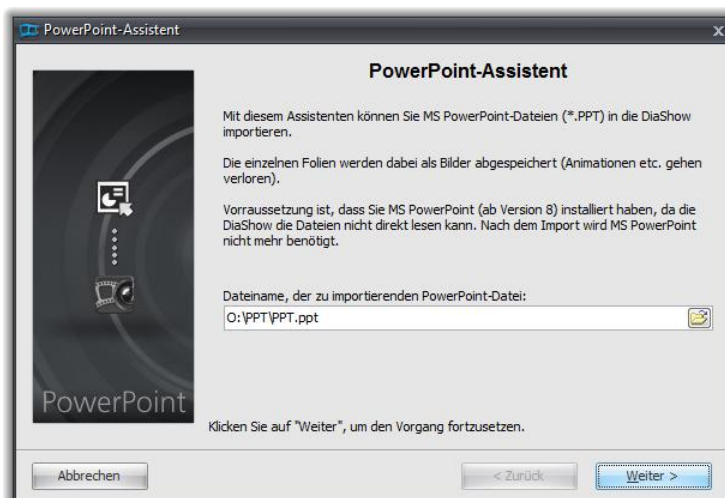 PowerPoint-Assistent
PowerPoint-Assistent
Mit diesem Assistenten können Sie MS PowerPoint-Dateien (*.PPT) in die DiaShow
importieren.
Die einzelnen Folien werden dabei als Bilder abgespeichert (Animationen etc. gehen
verloren).
Vorraussetzung ist, dass Sie MS PowerPoint (ab Version 8) installiert haben, da die
DiaShow die Dateien nicht direkt lesen kann. Nach dem Import wird MS PowerPoint
nicht mehr benötigt.
Dateiname, der zu importierenden PowerPoint-Datei:
O:\PPT\PPT.ppt
PowerPoint
Klicken Sie auf "Weiter", um den Vorgang fortzusetzen.
Abbrechen
< Zurück
Weiter >